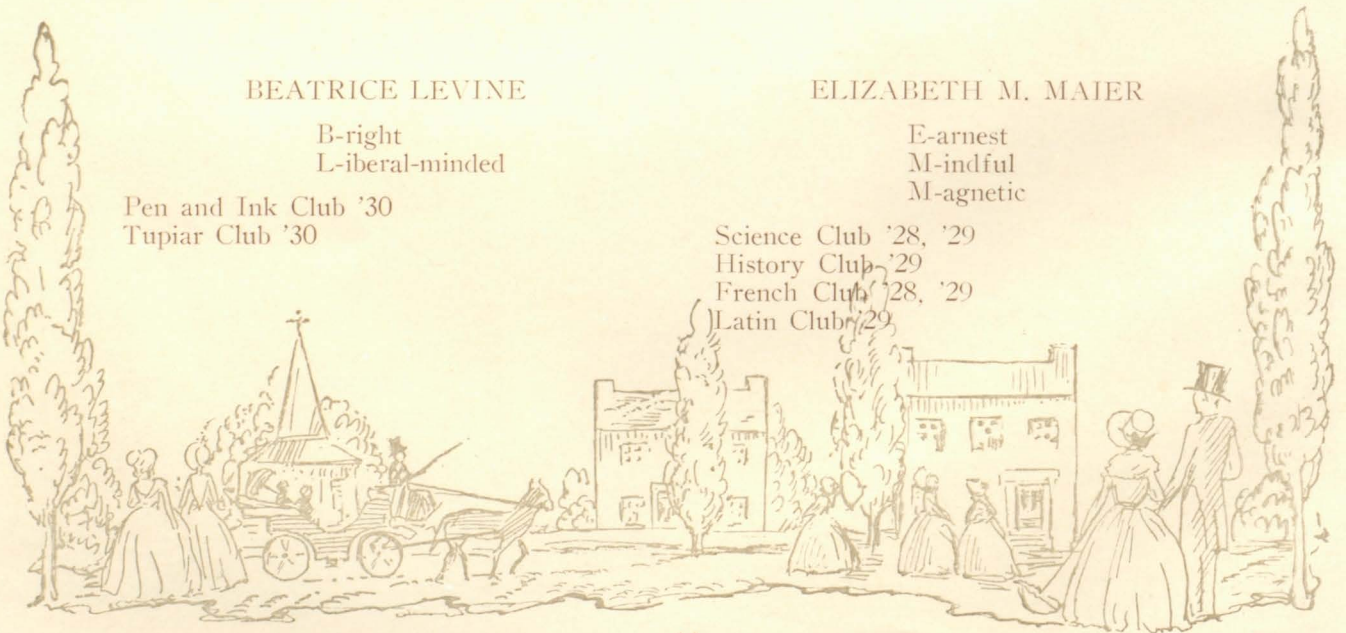 BEATRICE LEVINE
B-right
L-iberal-minded
Pen and Ink Club '30
Tupiar Club '30
ELIZABETH M. MAIER
E-arnest
M-indful
M-agnetic
Science Club '28, '29
History Club '29
French Club '28, '29
Latin Club '29